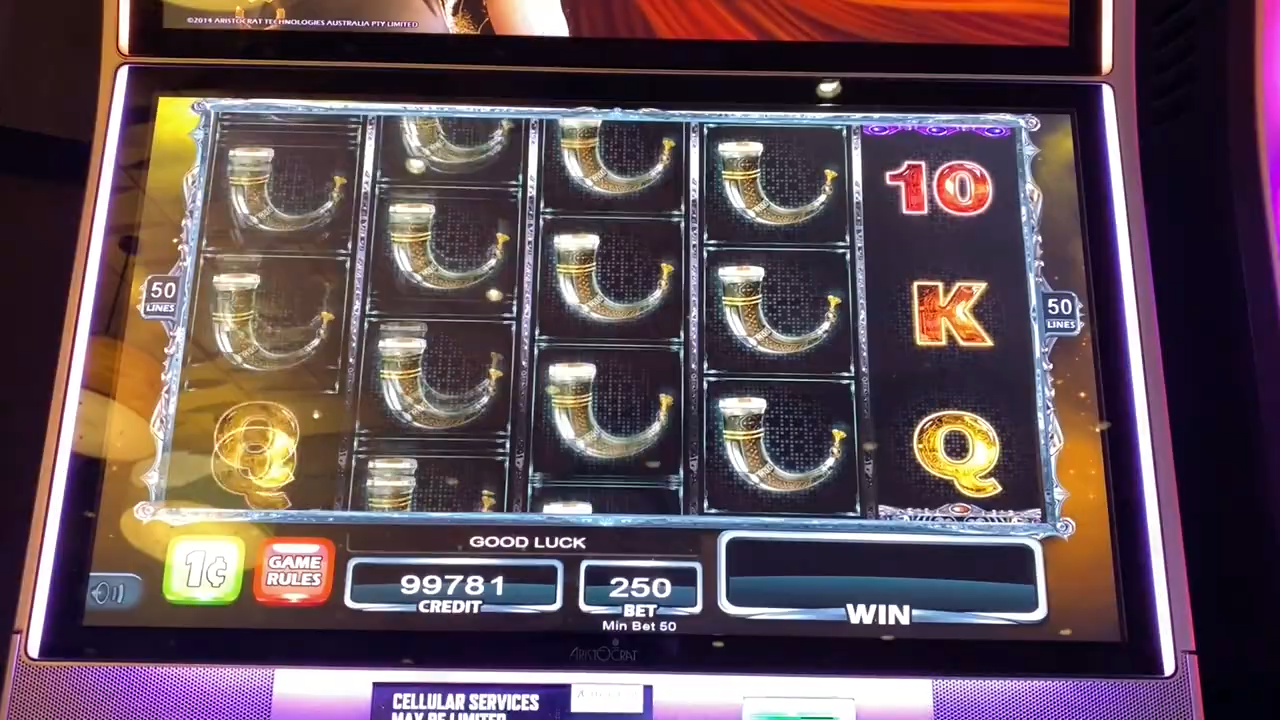 ©2014 ARISTOCRAT TECHNOLOGIES AUSTRALIA PTY LIMITED
10
50
LINES
K
50
LINES
Q
Q
1¢
GAME
RULES
GOOD LUCK
99781
CREDIT
250
BET
Min Bet 50
WIN
ARISTOCRAT
CELLULAR SERVICES
MAY BE LIMITED